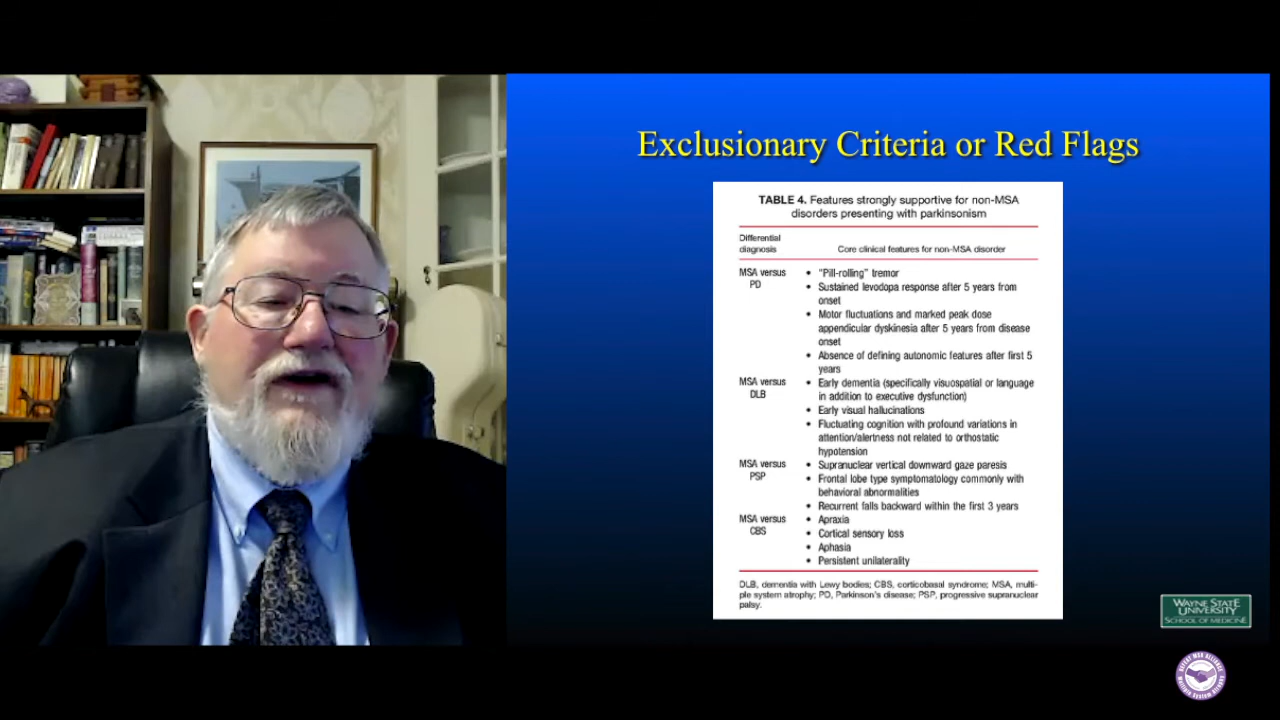 Exclusionary Criteria or Red Flags
TABLE 4. Features strongly supportive for non-MSA
disorders presenting with parkinsonism
Differential
diagnosis
Core clinical features for non-MSA disorder
MSA versus
PD
• “Pill-rolling” tremor
• Sustained levodopa response after 5 years from
onset
• Motor fluctuations and marked peak dose
appendicular dyskinesia after 5 years from disease
onset
• Absence of defining autonomic features after first 5
years
MSA versus
DLB
• Early dementia (specifically visuospatial or language
in addition to executive dysfunction)
• Early visual hallucinations
• Fluctuating cognition with profound variations in
attention/alertness not related to orthostatic
hypotension
MSA versus
PSP
• Supranuclear vertical downward gaze paresis
• Frontal lobe type symptomatology commonly with
behavioral abnormalities
• Recurrent falls backward within the first 3 years
MSA versus
CBS
• Apraxia
• Cortical sensory loss
• Aphasia
• Persistent unilaterality
DLB, dementia with Lewy bodies; CBS, corticobasal syndrome; MSA, multi-
ple system atrophy; PD, Parkinson's disease; PSP, progressive supranuclear
palsy.
WAYNE STATE
UNIVERSITY
SCHOOL OF MEDICINE
DEFEAT MSA ALLIANCE
Multiple System Atrophy